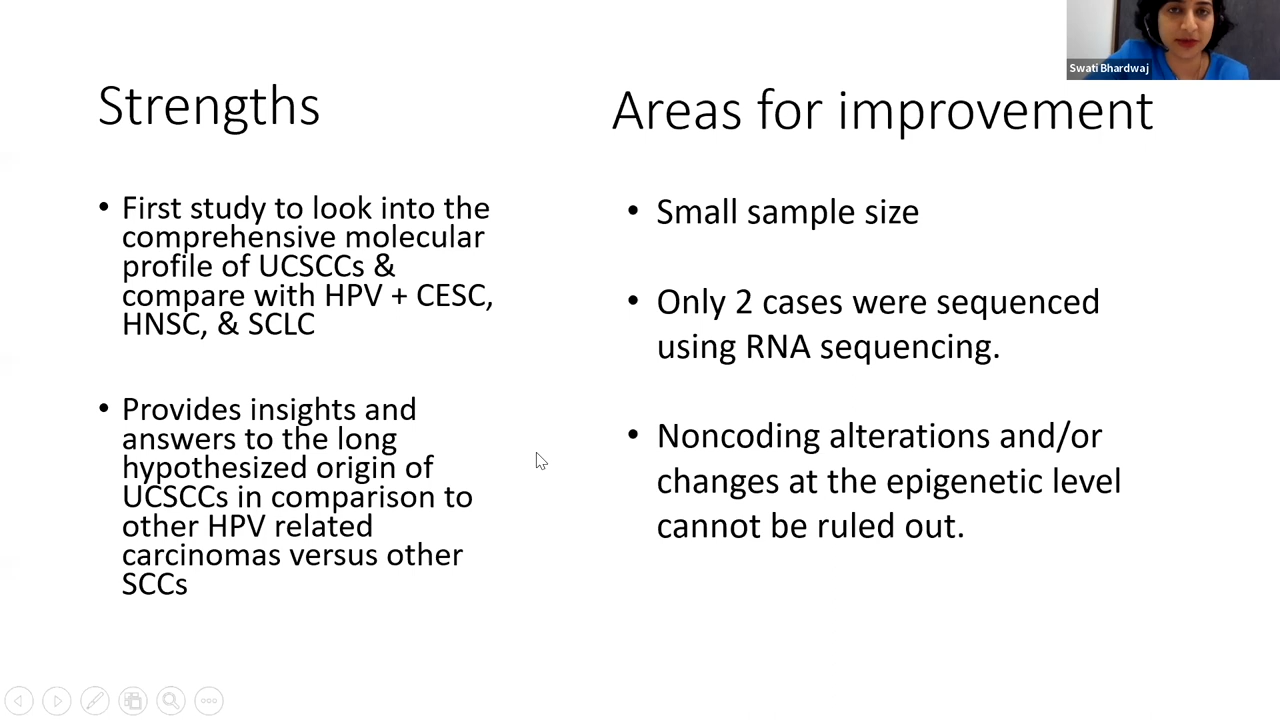 Swati Bhardwaj
Strengths
• First study to look into the
comprehensive molecular
profile of UCSCCs &
compare with HPV + CESC,
HNSC, & SCLC
• Provides insights and
answers to the long
hypothesized origin of
UCSCCs in comparison to
other HPV related
carcinomas versus other
SCCs
Areas for improvement
• Small sample size
• Only 2 cases were sequenced
using RNA sequencing.
• Noncoding alterations and/or
changes at the epigenetic level
cannot be ruled out.